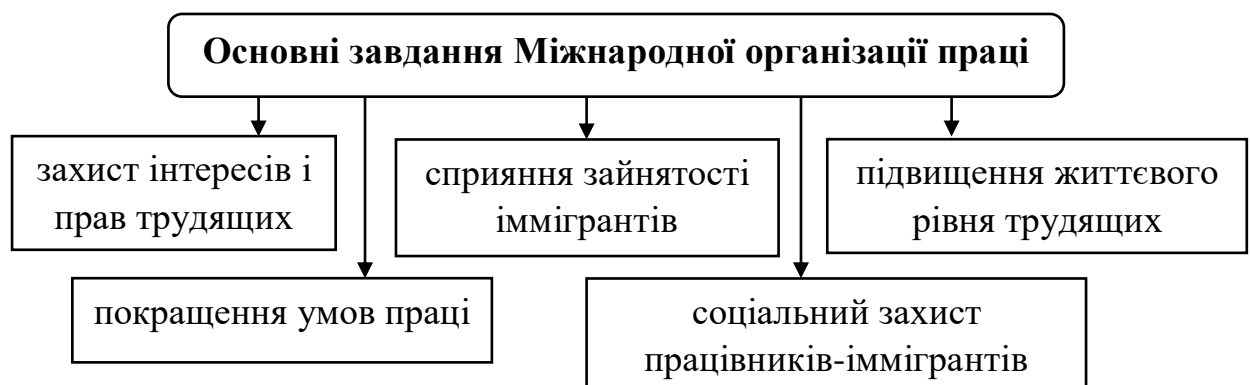 Основні завдання Міжнародної організації праці
захист інтересів і
прав трудящих
сприяння зайнятості
іммігрантів
підвищення життєвого
рівня трудящих
покращення умов праці
соціальний захист
працівників-іммігрантів